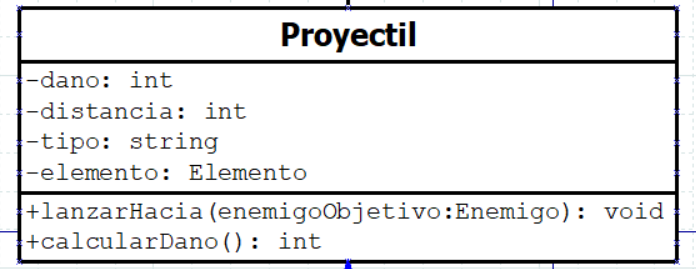 Proyectil
-dano: int
-distancia: int
-tipo: string
-elemento: Elemento
+lanzarHacia(enemigoObjetivo:Enemigo): void
+calcularDano(): int